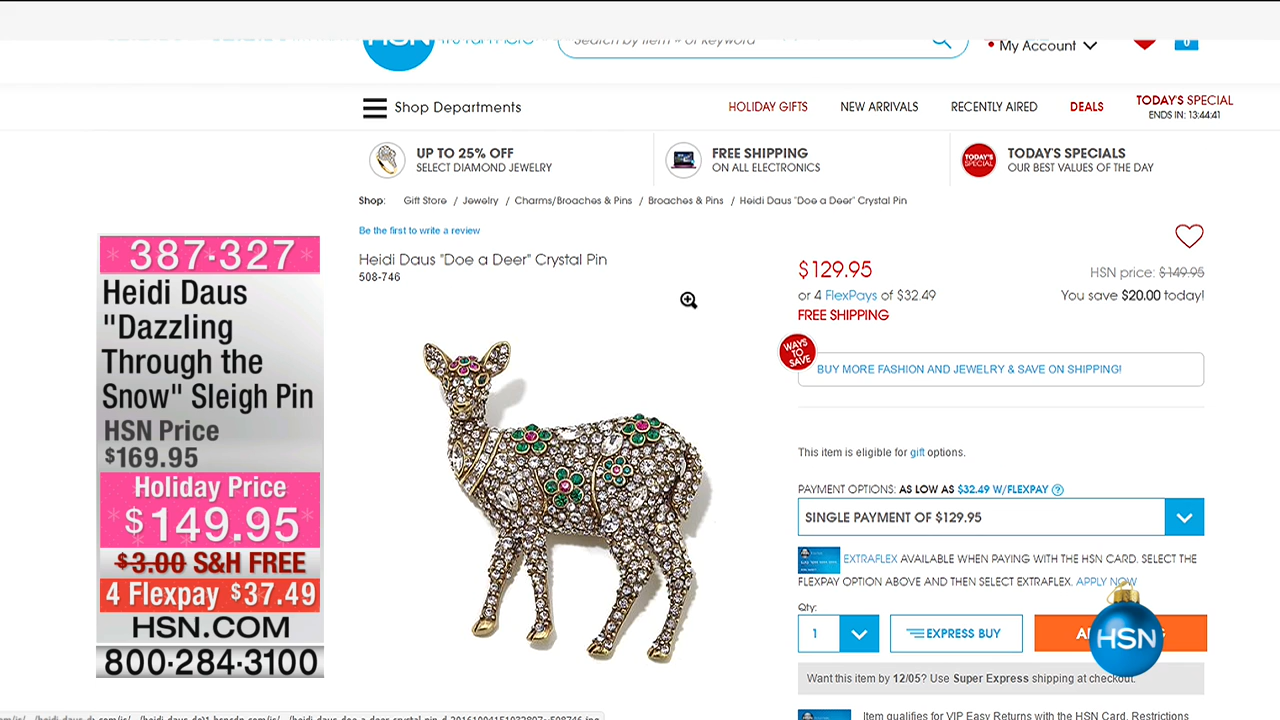 HSN
Search by item # or keyword
My Account
0
Shop Departments
HOLIDAY GIFTS
NEW ARRIVALS
RECENTLY AIRED
DEALS
TODAY'S SPECIAL
ENDS IN: 13:44:41
UP TO 25% OFF
SELECT DIAMOND JEWELRY
FREE SHIPPING
ON ALL ELECTRONICS
TODAY'S SPECIAL
TODAY'S SPECIALS
OUR BEST VALUES OF THE DAY
Shop: Gift Store / Jewelry / Charms/Broaches & Pins / Broaches & Pins / Heidi Daus "Doe a Deer" Crystal Pin
Be the first to write a review
Heidi Daus "Doe a Deer" Crystal Pin
508-746
387·327
Heidi Daus
"Dazzling
Through the
Snow" Sleigh Pin
HSN Price
$169.95
Holiday Price
$149.95
$3.00 S&H FREE
4 Flexpay $37.49
HSN.COM
800·284·3100
$129.95
HSN price: $149.95
or 4 FlexPays of $32.49
You save $20.00 today!
FREE SHIPPING
WAYS
TO
SAVE
BUY MORE FASHION AND JEWELRY & SAVE ON SHIPPING!
This item is eligible for gift options.
PAYMENT OPTIONS: AS LOW AS $32.49 W/FLEXPAY ?
SINGLE PAYMENT OF $129.95
EXTRAFLEX AVAILABLE WHEN PAYING WITH THE HSN CARD. SELECT THE
FLEXPAY OPTION ABOVE AND THEN SELECT EXTRAFLEX. APPLY NOW
Qty:
1
EXPRESS BUY
HSN
Want this item by 12/05? Use Super Express shipping at checkout.
Item qualifies for VIP Easy Returns with the HSN Card. Restrictions